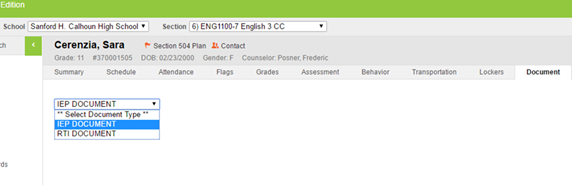 Edition
School Sanford H. Calhoun High School Section 6) ENG1100-7 English 3 CC
ch Cerenzia, Sara Section 504 Plan Contact
Grade: 11 #370001505 DOB: 02/23/2000 Gender: F Counselor: Posner, Frederic
Summary Schedule Attendance Flags Grades Assessment Behavior Transportation Lockers Document
IEP DOCUMENT
** Select Document Type **
IEP DOCUMENT
RTI DOCUMENT
rds